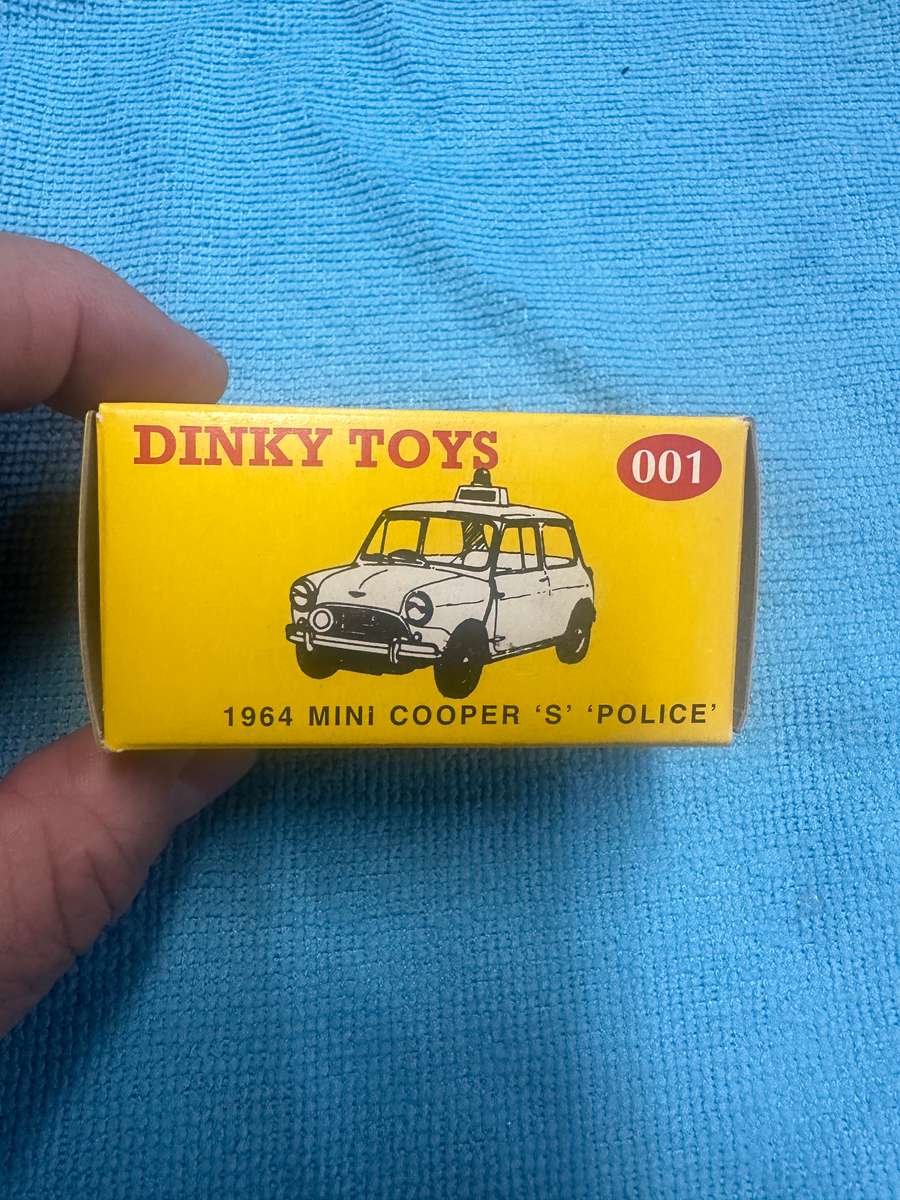 DINKY TOYS
001
1964 MINi COOPER ‘S’ ‘POLICE’